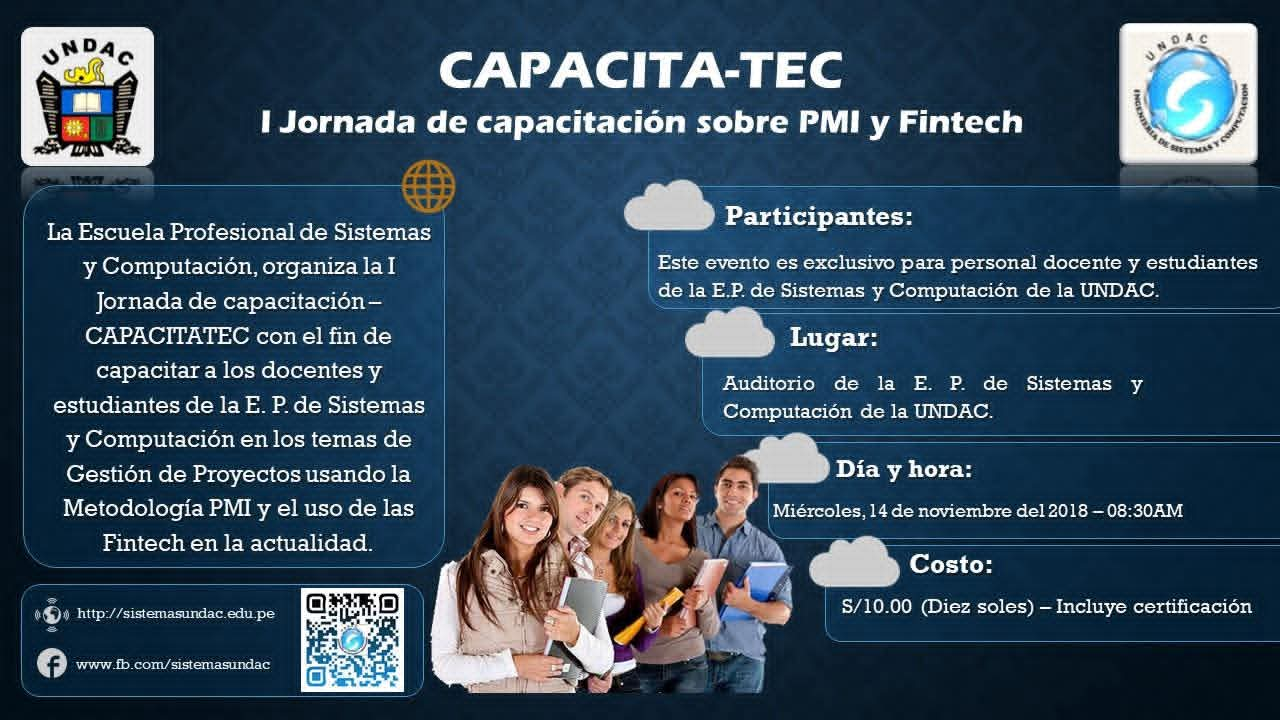 UNDAC
CAPACITA-TEC
I Jornada de capacitación sobre PMI y Fintech
UNDAC
INGENIERÍA DE SISTEMAS Y COMPUTACIÓN
La Escuela Profesional de Sistemas
y Computación, organiza la I
Jornada de capacitación –
CAPACITATEC con el fin de
capacitar a los docentes y
estudiantes de la E. P. de Sistemas
y Computación en los temas de
Gestión de Proyectos usando la
Metodología PMI y el uso de las
Fintech en la actualidad.
http://sistemasundac.edu.pe
www.fb.com/sistemasundac
Participantes:
Este evento es exclusivo para personal docente y estudiantes
de la E.P. de Sistemas y Computación de la UNDAC.
Lugar:
Auditorio de la E. P. de Sistemas y
Computación de la UNDAC.
Día y hora:
Miércoles, 14 de noviembre del 2018 – 08:30AM
Costo:
S/10.00 (Diez soles) – Incluye certificación